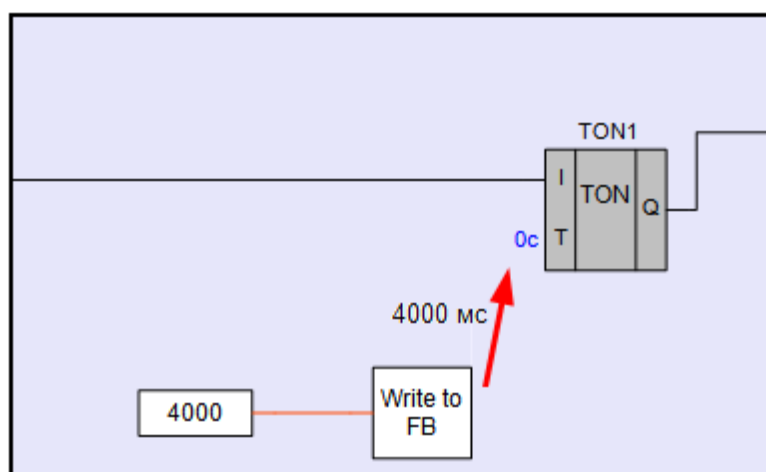 TON1
I
TON
Q
0с
T
4000 мс
4000
Write to
FB